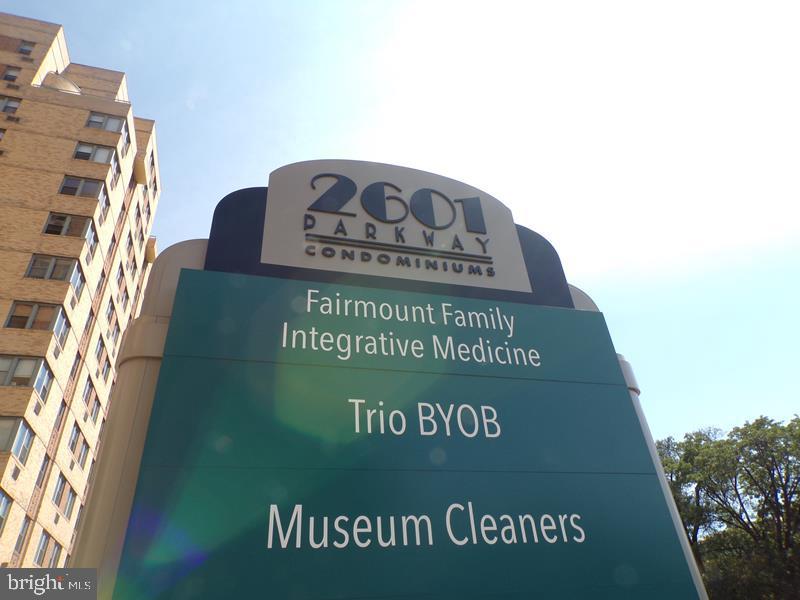 2601
PARKWAY
CONDOMINIUMS
Fairmount Family
Integrative Medicine
Trio BYOB
Museum Cleaners
bright MLS